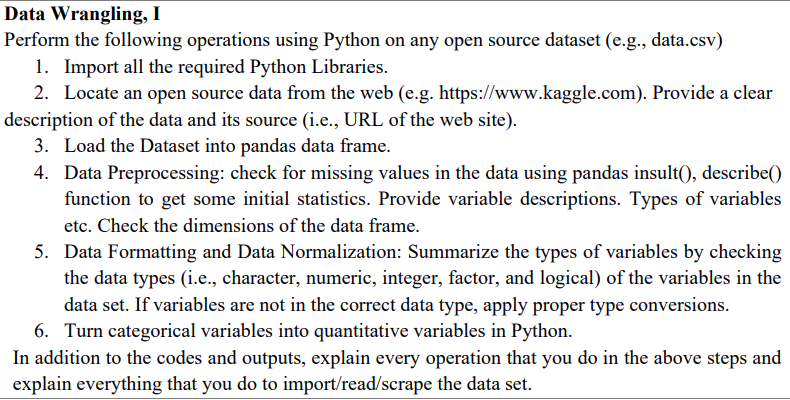 Data Wrangling, I
Perform the following operations using Python on any open source dataset (e.g., data.csv)
1. Import all the required Python Libraries.
2. Locate an open source data from the web (e.g. https://www.kaggle.com). Provide a clear
description of the data and its source (i.e., URL of the web site).
3. Load the Dataset into pandas data frame.
4. Data Preprocessing: check for missing values in the data using pandas insult(), describe()
function to get some initial statistics. Provide variable descriptions. Types of variables
etc. Check the dimensions of the data frame.
5. Data Formatting and Data Normalization: Summarize the types of variables by checking
the data types (i.e., character, numeric, integer, factor, and logical) of the variables in the
data set. If variables are not in the correct data type, apply proper type conversions.
6. Turn categorical variables into quantitative variables in Python.
In addition to the codes and outputs, explain every operation that you do in the above steps and
explain everything that you do to import/read/scrape the data set.